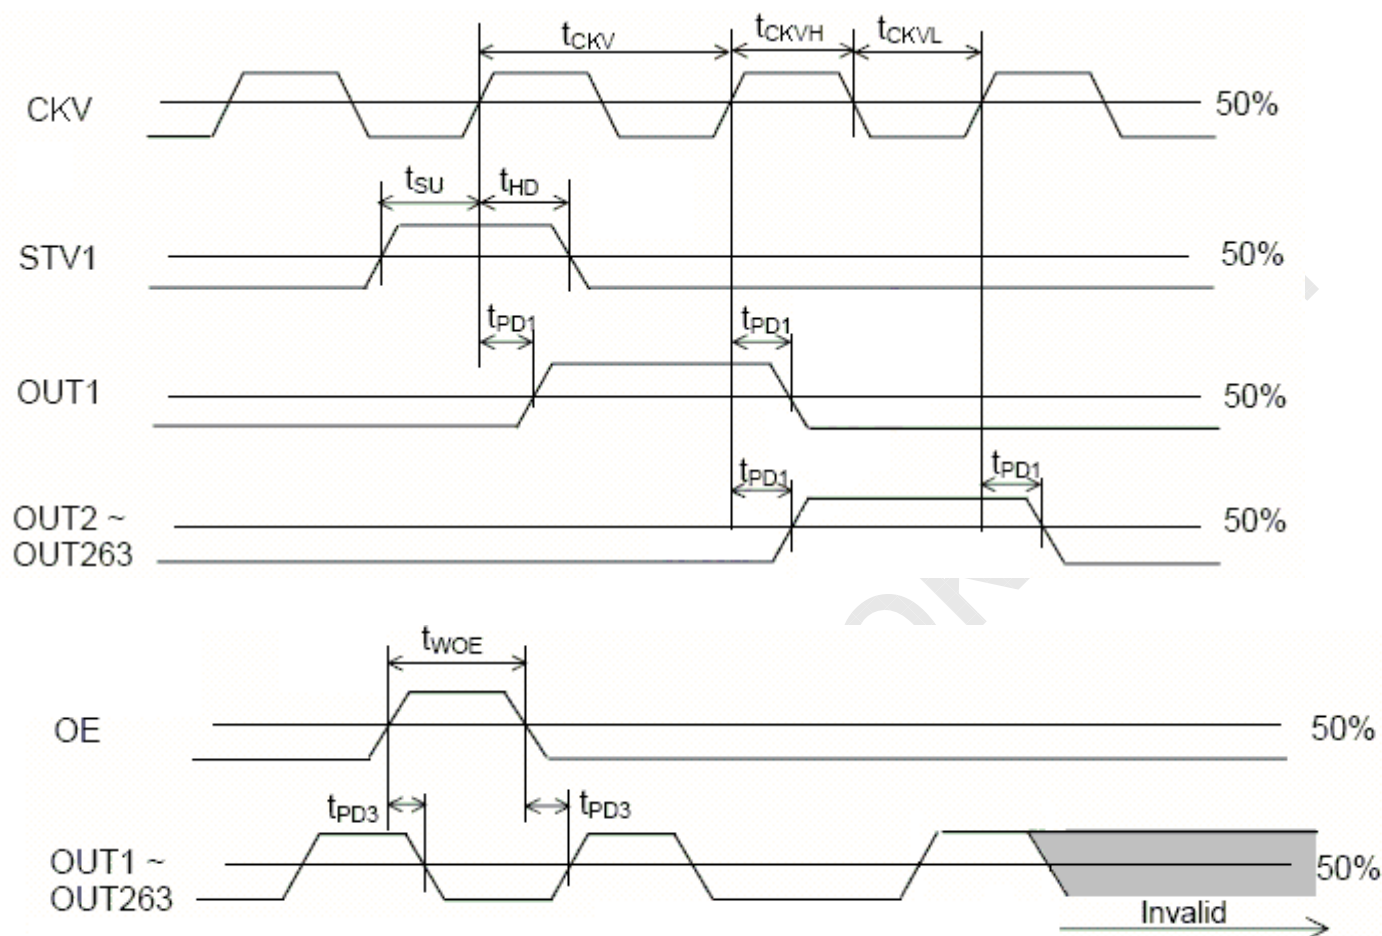 tCKV tCKVH tCKVL
CKV 50%
tSU tHD
STV1 50%
tPD1 tPD1
OUT1 50%
tPD1 tPD1
OUT2 ~ 50%
OUT263
tWOE
OE 50%
tPD3 tPD3
OUT1 ~ 50%
OUT263
Invalid